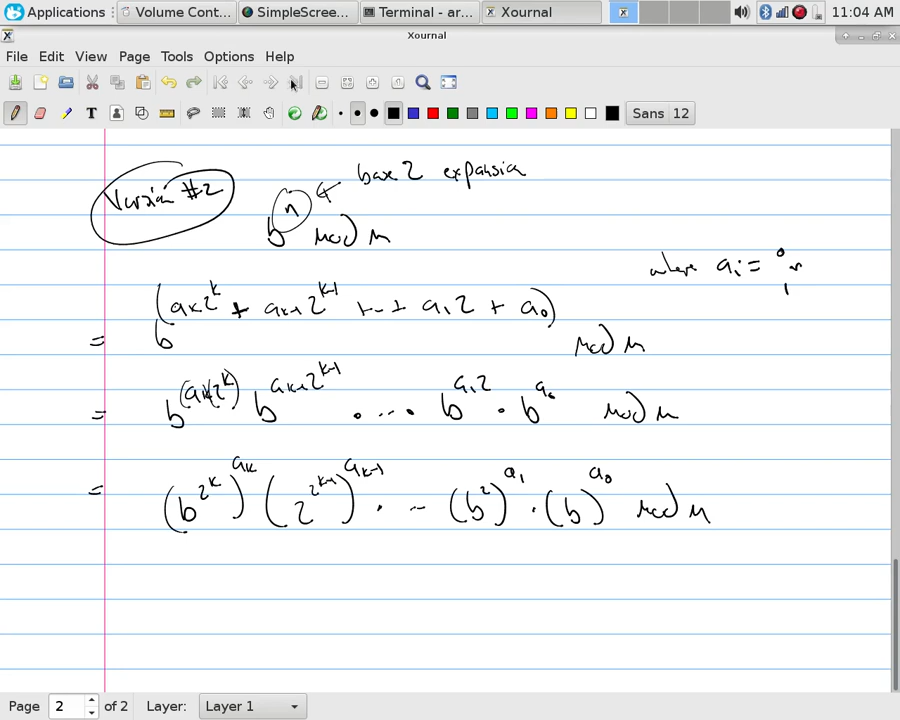 Applications Volume Cont... SimpleScree... Terminal - ar... Xournal 11:04 AM
Xournal
File Edit View Page Tools Options Help
T Sans 12
Version #2
b^n mod m ← base 2 expansion
where a_i = 0 or 1
= b^(a_k 2^k + a_k-1 2^k-1 + -- + a_1 2 + a_0) mod m
= b^(a_k 2^k) b^a_k-1 2^k-1 · ... · b^a_1 2 · b^a_0 mod m
= (b^2^k)^a_k (2^2^k-1)^a_k-1 · -- (b^2)^a_1 · (b)^a_0 mod m
Page 2 of 2 Layer: Layer 1